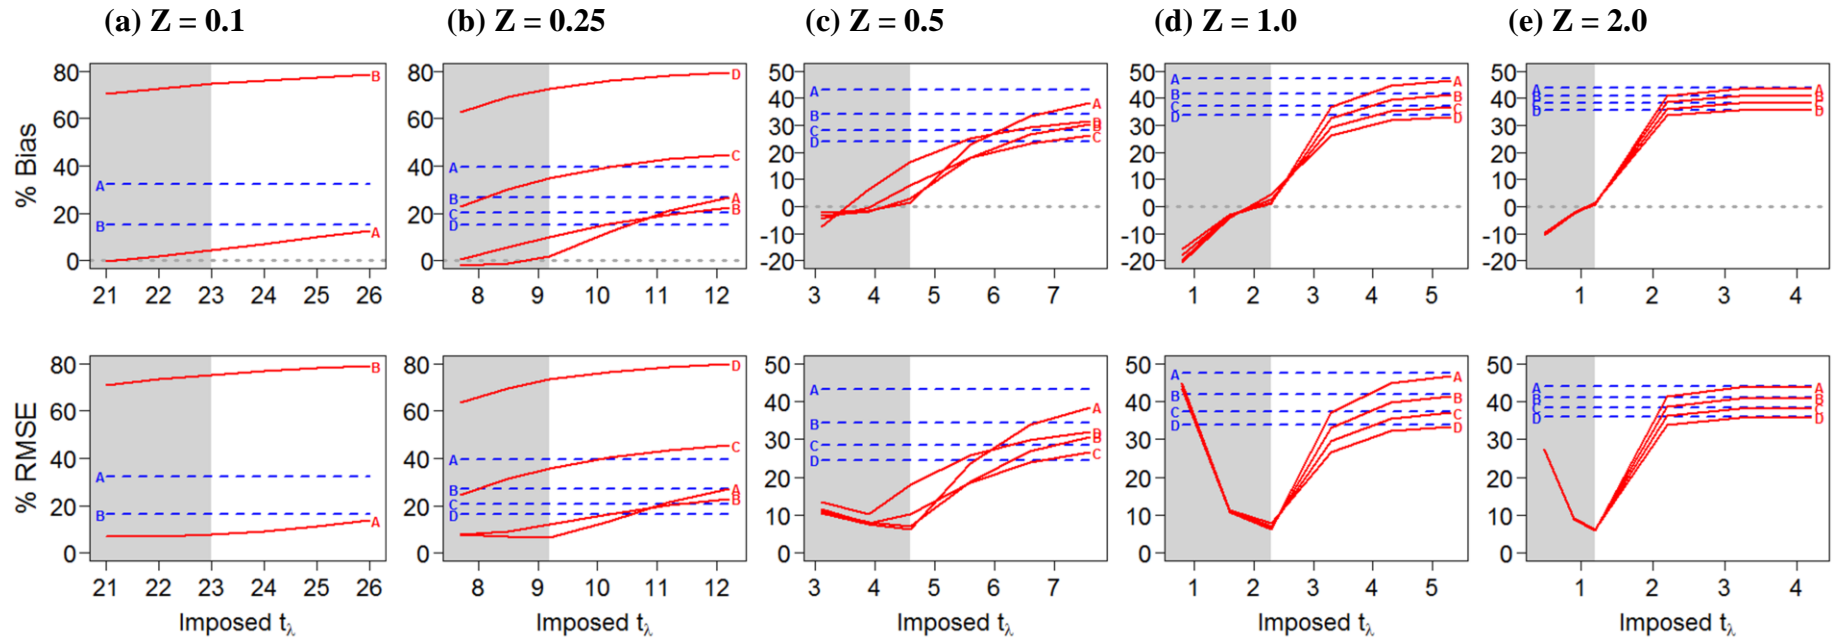 (a) Z = 0.1
(b) Z = 0.25
(c) Z = 0.5
(d) Z = 1.0
(e) Z = 2.0
% Bias
80
60
40
20
0
A
B
B
A
21 22 23 24 25 26
80
60
40
20
0
A
B
C
D
D
C
A
B
8 9 10 11 12
50
40
30
20
10
0
-10
-20
A
B
C
D
A
B
C
3 4 5 6 7
50
40
30
20
10
0
-10
-20
A
B
C
D
A
B
C
D
1 2 3 4 5
50
40
30
20
10
0
-10
-20
A
B
C
D
A
B
C
D
1 2 3 4
% RMSE
80
60
40
20
0
A
B
B
A
21 22 23 24 25 26
Imposed tλ
80
60
40
20
0
A
B
C
D
D
C
A
B
8 9 10 11 12
Imposed tλ
50
40
30
20
10
0
A
B
C
D
A
D
B
C
3 4 5 6 7
Imposed tλ
50
40
30
20
10
0
A
B
C
D
A
B
C
D
1 2 3 4 5
Imposed tλ
50
40
30
20
10
0
A
B
C
D
A
B
C
D
1 2 3 4
Imposed tλ